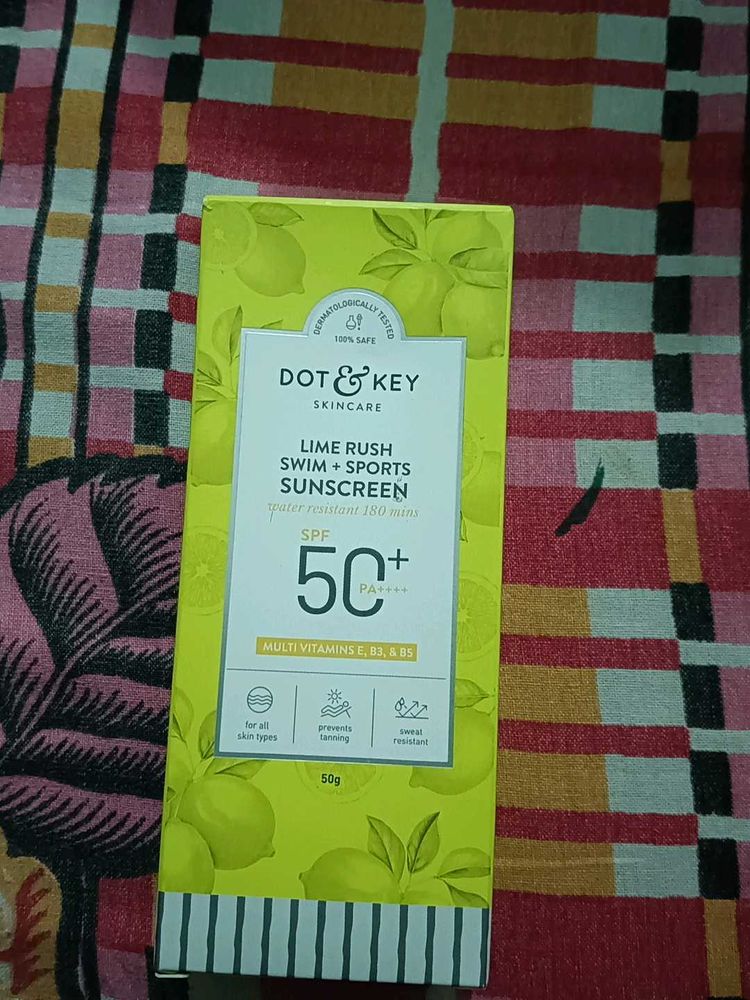 DERMATOLOGICALLY TESTED
100% SAFE
DOT & KEY
SKINCARE
LIME RUSH
SWIM + SPORTS
SUNSCREEN
water resistant 180 mins
SPF
50+
PA++++
MULTI VITAMINS E, B3, & B5
for all
skin types
prevents
tanning
sweat
resistant
50g